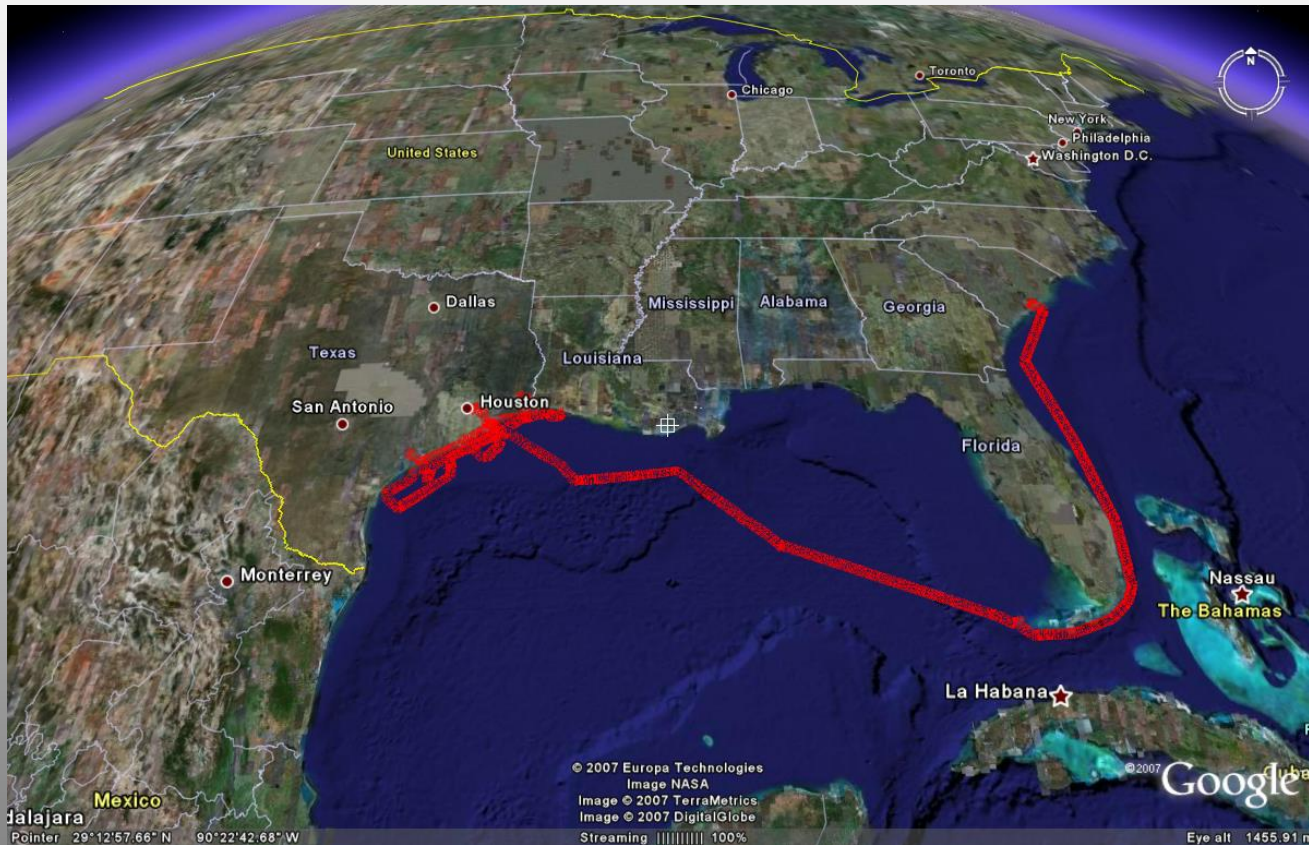 N
Toronto
Chicago
New York
Philadelphia
Washington D.C.
United States
Dallas
Mississippi
Alabama
Georgia
Texas
Louisiana
San Antonio
Houston
Florida
Monterrey
Nassau
The Bahamas
La Habana
© 2007 Europa Technologies
Image NASA
Image © 2007 TerraMetrics
Image © 2007 DigitalGlobe
©2007 Google
Cuba
Mexico
dalajara
Pointer 29°12'57.66" N 90°22'42.68" W
Streaming |||||||||| 100%
Eye alt 1455.91 m